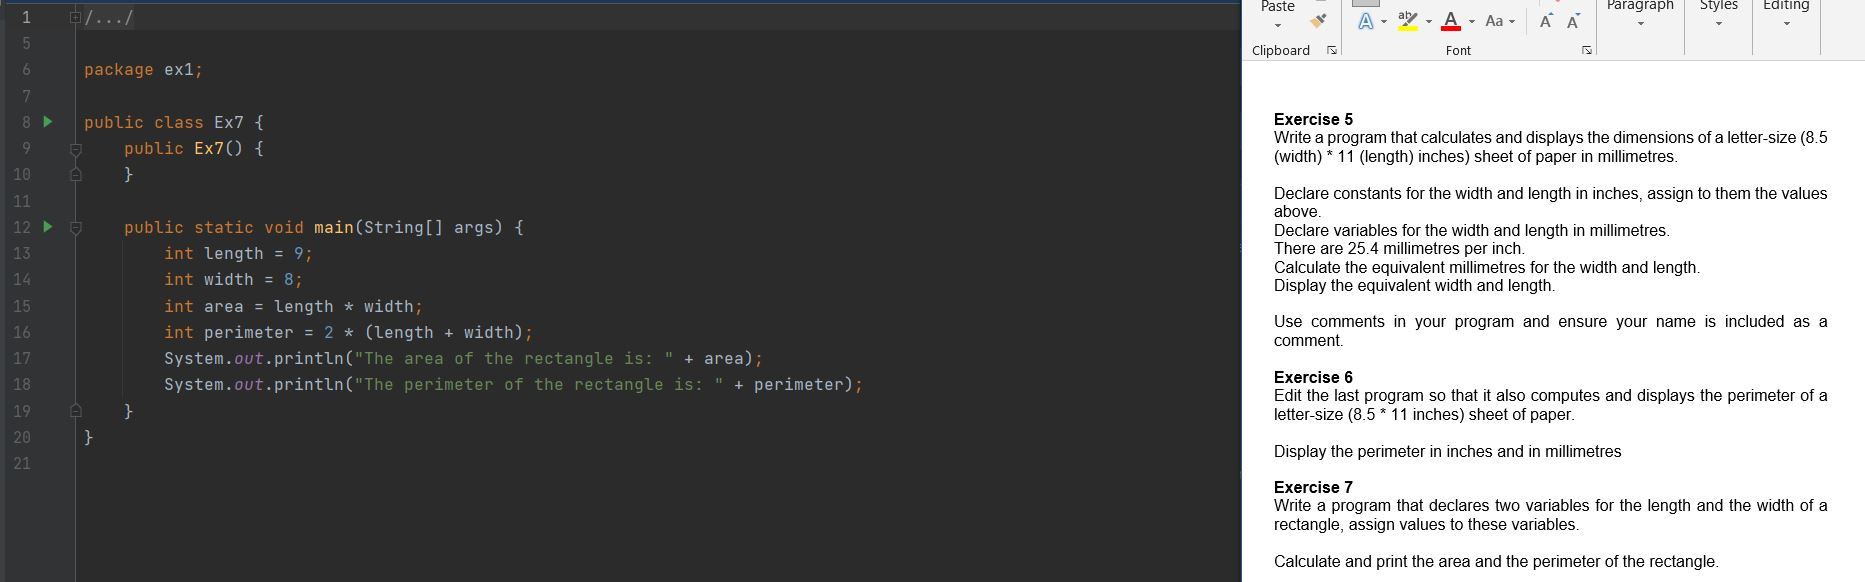 1 /.../
5
6 package ex1;
7
8 public class Ex7 {
9 public Ex7() {
10 }
11
12 public static void main(String[] args) {
13 int length = 9;
14 int width = 8;
15 int area = length * width;
16 int perimeter = 2 * (length + width);
17 System.out.println("The area of the rectangle is: " + area);
18 System.out.println("The perimeter of the rectangle is: " + perimeter);
19 }
20 }
21
Paste
Paragraph Styles Editing
A ab A Aa A A
Clipboard Font
Exercise 5
Write a program that calculates and displays the dimensions of a letter-size (8.5
(width) * 11 (length) inches) sheet of paper in millimetres.
Declare constants for the width and length in inches, assign to them the values
above.
Declare variables for the width and length in millimetres.
There are 25.4 millimetres per inch.
Calculate the equivalent millimetres for the width and length.
Display the equivalent width and length.
Use comments in your program and ensure your name is included as a
comment.
Exercise 6
Edit the last program so that it also computes and displays the perimeter of a
letter-size (8.5 * 11 inches) sheet of paper.
Display the perimeter in inches and in millimetres
Exercise 7
Write a program that declares two variables for the length and the width of a
rectangle, assign values to these variables.
Calculate and print the area and the perimeter of the rectangle.